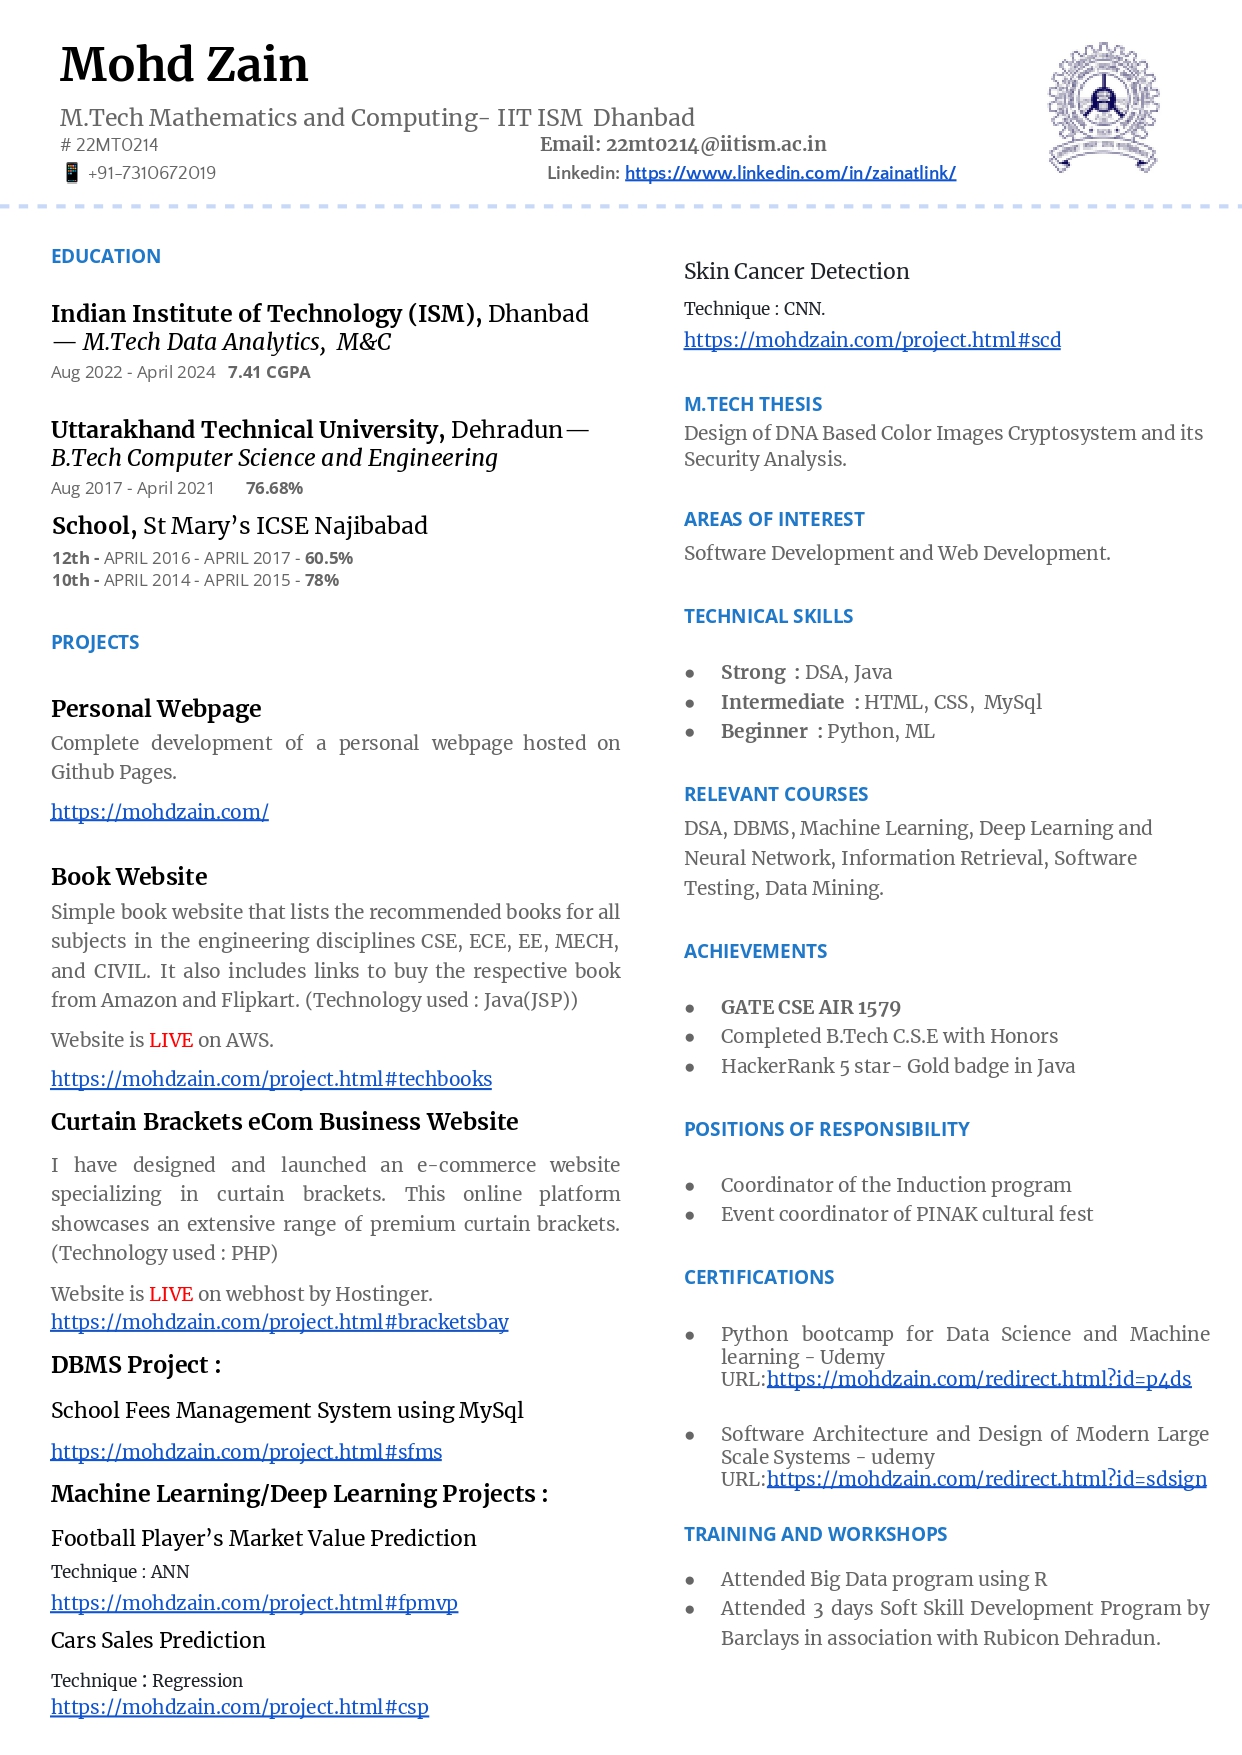 Mohd Zain
M.Tech Mathematics and Computing- IIT ISM Dhanbad
# 22MT0214
Email: 22mt0214@iitism.ac.in
📱 +91-7310672019
Linkedin: https://www.linkedin.com/in/zainatlink/
EDUCATION
Indian Institute of Technology (ISM), Dhanbad
— M.Tech Data Analytics, M&C
Aug 2022 - April 2024 7.41 CGPA
Uttarakhand Technical University, Dehradun—
B.Tech Computer Science and Engineering
Aug 2017 - April 2021 76.68%
School, St Mary’s ICSE Najibabad
12th - APRIL 2016 - APRIL 2017 - 60.5%
10th - APRIL 2014 - APRIL 2015 - 78%
PROJECTS
Personal Webpage
Complete development of a personal webpage hosted on
Github Pages.
https://mohdzain.com/
Book Website
Simple book website that lists the recommended books for all
subjects in the engineering disciplines CSE, ECE, EE, MECH,
and CIVIL. It also includes links to buy the respective book
from Amazon and Flipkart. (Technology used : Java(JSP))
Website is LIVE on AWS.
https://mohdzain.com/project.html#techbooks
Curtain Brackets eCom Business Website
I have designed and launched an e-commerce website
specializing in curtain brackets. This online platform
showcases an extensive range of premium curtain brackets.
(Technology used : PHP)
Website is LIVE on webhost by Hostinger.
https://mohdzain.com/project.html#bracketsbay
DBMS Project :
School Fees Management System using MySql
https://mohdzain.com/project.html#sfms
Machine Learning/Deep Learning Projects :
Football Player’s Market Value Prediction
Technique : ANN
https://mohdzain.com/project.html#fpmvp
Cars Sales Prediction
Technique : Regression
https://mohdzain.com/project.html#csp
Skin Cancer Detection
Technique : CNN.
https://mohdzain.com/project.html#scd
M.TECH THESIS
Design of DNA Based Color Images Cryptosystem and its
Security Analysis.
AREAS OF INTEREST
Software Development and Web Development.
TECHNICAL SKILLS
● Strong : DSA, Java
● Intermediate : HTML, CSS, MySql
● Beginner : Python, ML
RELEVANT COURSES
DSA, DBMS, Machine Learning, Deep Learning and
Neural Network, Information Retrieval, Software
Testing, Data Mining.
ACHIEVEMENTS
● GATE CSE AIR 1579
● Completed B.Tech C.S.E with Honors
● HackerRank 5 star- Gold badge in Java
POSITIONS OF RESPONSIBILITY
● Coordinator of the Induction program
● Event coordinator of PINAK cultural fest
CERTIFICATIONS
● Python bootcamp for Data Science and Machine
learning - Udemy
URL:https://mohdzain.com/redirect.html?id=p4ds
● Software Architecture and Design of Modern Large
Scale Systems - udemy
URL:https://mohdzain.com/redirect.html?id=sdsign
TRAINING AND WORKSHOPS
● Attended Big Data program using R
● Attended 3 days Soft Skill Development Program by
Barclays in association with Rubicon Dehradun.